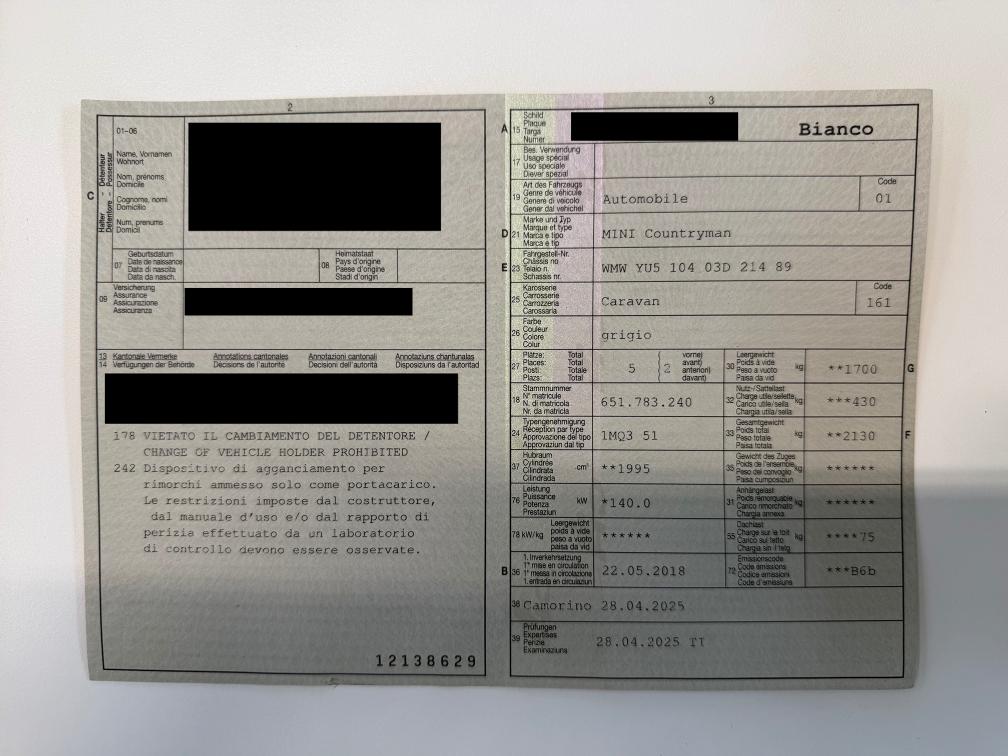 2
01-06
Name, Vornamen
Wohnort
Nom, prénoms
Domicile
Cognome, nomi
Domicilio
Num, prenums
Domicil
C
Halter - Détenteur
Detentore - Possessur
07
Geburtsdatum
Date de naissance
Data di nascita
Data da nasch.
08
Heimatstaat
Pays d'origine
Paese d'origine
Stadi d'origin
09
Versicherung
Assurance
Assicurazione
Assicuranza
13 Kantonale Vermerke Annotations cantonales Annotazioni cantonali Annotaziuns chantunalas
14 Verfügungen der Behörde Décisions de l'autorité Decisioni dell'autorità Disposiziuns da l'autoritad
178 VIETATO IL CAMBIAMENTO DEL DETENTORE /
CHANGE OF VEHICLE HOLDER PROHIBITED
242 Dispositivo di agganciamento per
rimorchi ammesso solo come portacarico.
Le restrizioni imposte dal costruttore,
dal manuale d'uso e/o dal rapporto di
perizia effettuato da un laboratorio
di controllo devono essere osservate.
12138629
3
A 15
Schild
Plaque
Targa
Numer
Bianco
17
Bes. Verwendung
Usage spécial
Uso speciale
Diever spezial
19
Art des Fahrzeugs
Genre de véhicule
Genere di veicolo
Gener dal vehichel
Automobile
Code
01
D 21
Marke und Typ
Marque et type
Marca e tipo
Marca e tip
MINI Countryman
E 23
Fahrgestell-Nr.
Châssis no
Telaio n.
Schassis nr.
WMW YU5 104 03D 214 89
25
Karosserie
Carrosserie
Carrozzeria
Carossaria
Caravan
Code
161
26
Farbe
Couleur
Colore
Colur
grigio
27
Plätze: Total
Places: Total
Posti: Totale
Plazs: Total
5
2
vorne)
avant)
anteriori)
davant)
30
Leergewicht
Poids à vide
Peso a vuoto
Paisa da vid
kg
**1700
G
18
Stammnummer
N° matricule
N. di matricola
Nr. da matricla
651.783.240
32
Nutz-/Sattellast
Charge utile/sellette
Carico utile/sella
Chargia utila/sella
kg
***430
24
Typengenehmigung
Réception par type
Approvazione del tipo
Approvaziun dal tip
1MQ3 51
33
Gesamtgewicht
Poids total
Peso totale
Paisa totala
kg
**2130
F
37
Hubraum
Cylindrée
Cilindrata
Cilindrada
cm³
**1995
35
Gewicht des Zuges
Poids de l'ensemble
Peso del convoglio
Paisa cumposiziun
kg
******
76
Leistung
Puissance
Potenza
Prestaziun
kW
*140.0
31
Anhängelast
Poids remorquable
Carico rimorchiato
Chargia annexa
kg
******
78 kW/kg
Leergewicht
poids à vide
peso a vuoto
paisa da vid
******
55
Dachlast
Charge sur le toit
Carico sul tetto
Chargia sin il tetg
kg
****75
B 36
1. Inverkehrsetzung
1re mise en circulation
1a messa in circolazione
1. entrada en circulaziun
22.05.2018
72
Emissionscode
Code émissions
Codice emissioni
Code d'emissiuns
***B6b
38 Camorino 28.04.2025
39
Prüfungen
Expertises
Perizie
Examinaziuns
28.04.2025 TI